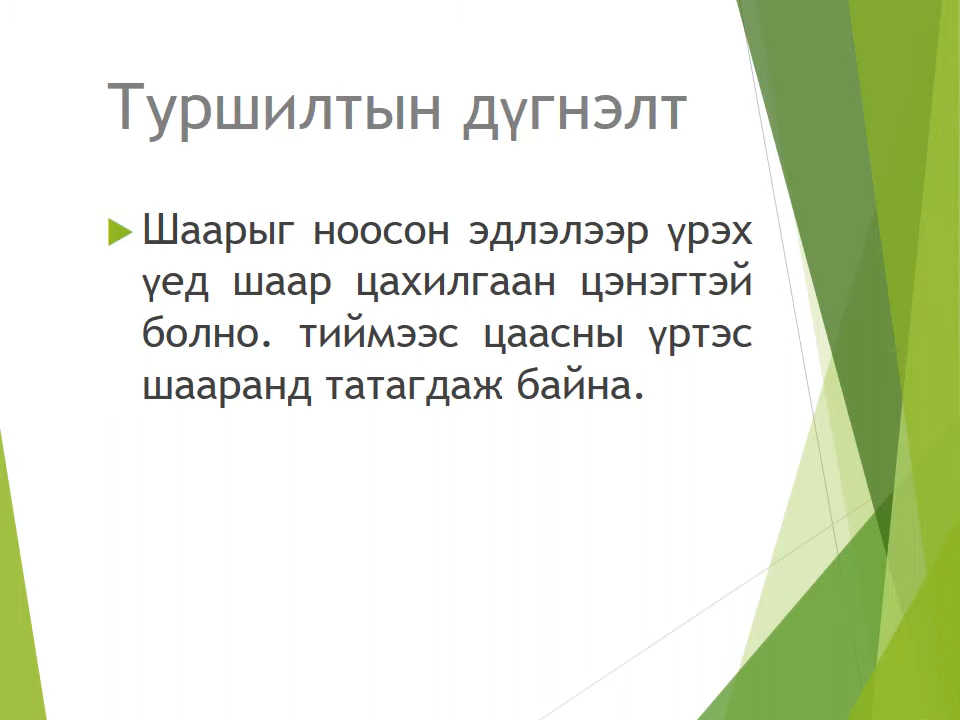 Туршилтын дүгнэлт
Шаарыг ноосон эдлэлээр үрэх
үед шаар цахилгаан цэнэгтэй
болно. тиймээс цаасны үртэс
шааранд татагдаж байна.